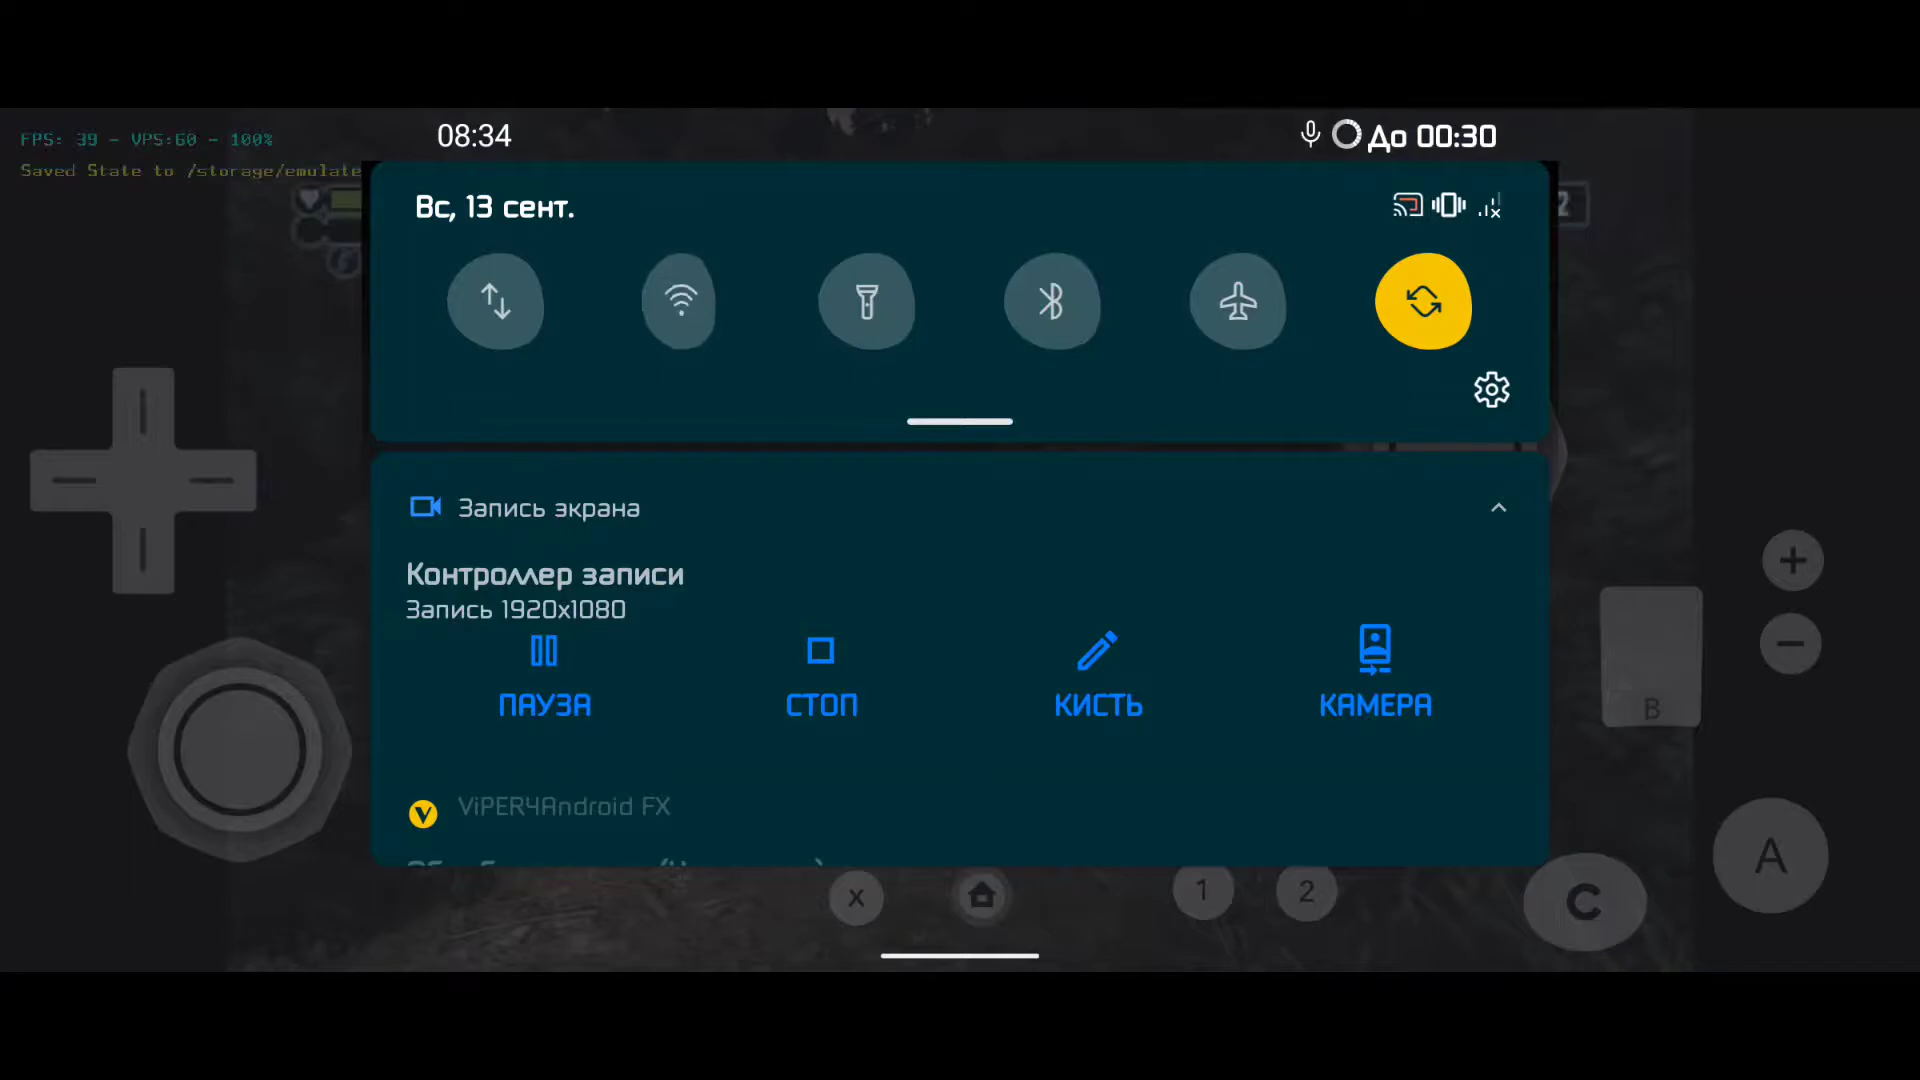 FPS: 39 - VPS:60 - 100%
Saved State to /storage/emulate
08:34
До 00:30
Вс, 13 сент.
2
Запись экрана
Контроллер записи
Запись 1920x1080
ПАУЗА
СТОП
КИСТЬ
КАМЕРА
B
ViPER4Android FX
A
X
1
2
C